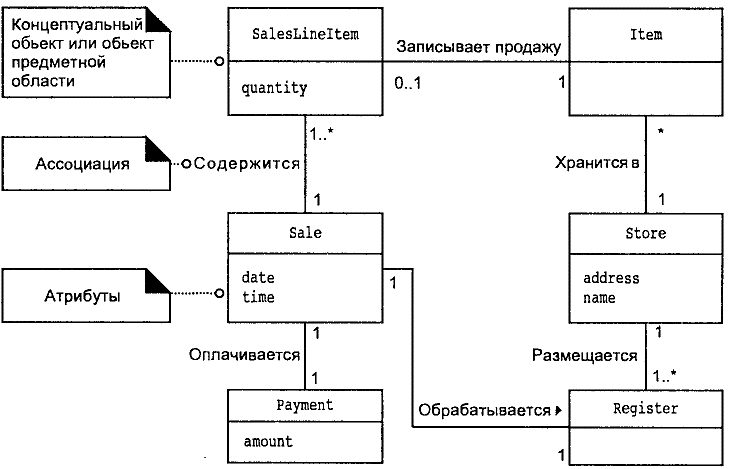 Концептуальный
обьект или обьект
предметной
области
SalesLineItem
quantity
Записывает продажу
0..1
1
Item
1..*
*
Ассоциация
Содержится
Хранится в
1
1
Sale
date
time
Store
address
name
Атрибуты
1
1
1
Оплачивается
Размещается
1
1..*
Payment
amount
Обрабатывается
Register
1